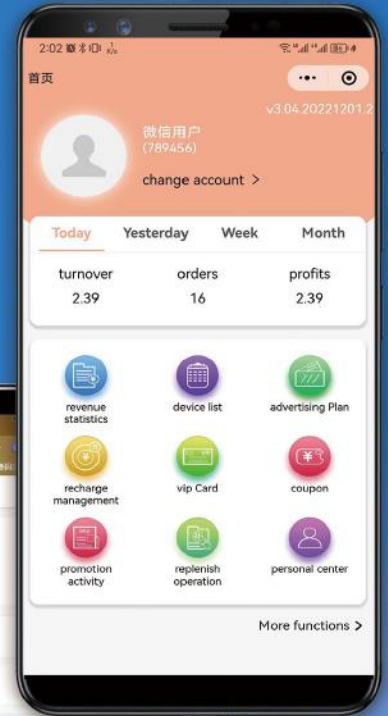 2:02
首页
v3.04.20221201.2
微信用户
(789456)
change account >
Today Yesterday Week Month
turnover orders profits
2.39 16 2.39
revenue
statistics
device list
advertising Plan
recharge
management
vip Card
coupon
promotion
activity
replenish
operation
personal center
More functions >